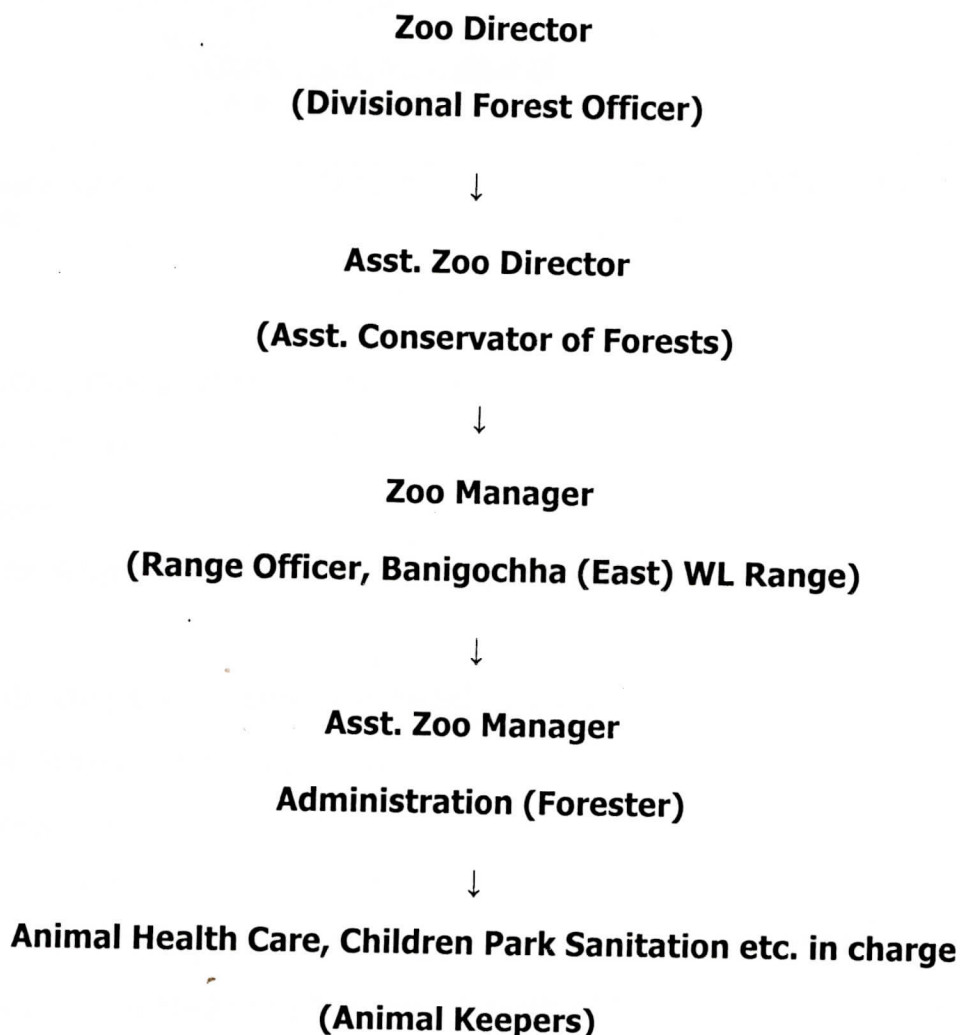 Zoo Director
(Divisional Forest Officer)
↓
Asst. Zoo Director
(Asst. Conservator of Forests)
↓
Zoo Manager
(Range Officer, Banigochha (East) WL Range)
↓
Asst. Zoo Manager
Administration (Forester)
↓
Animal Health Care, Children Park Sanitation etc. in charge
(Animal Keepers)